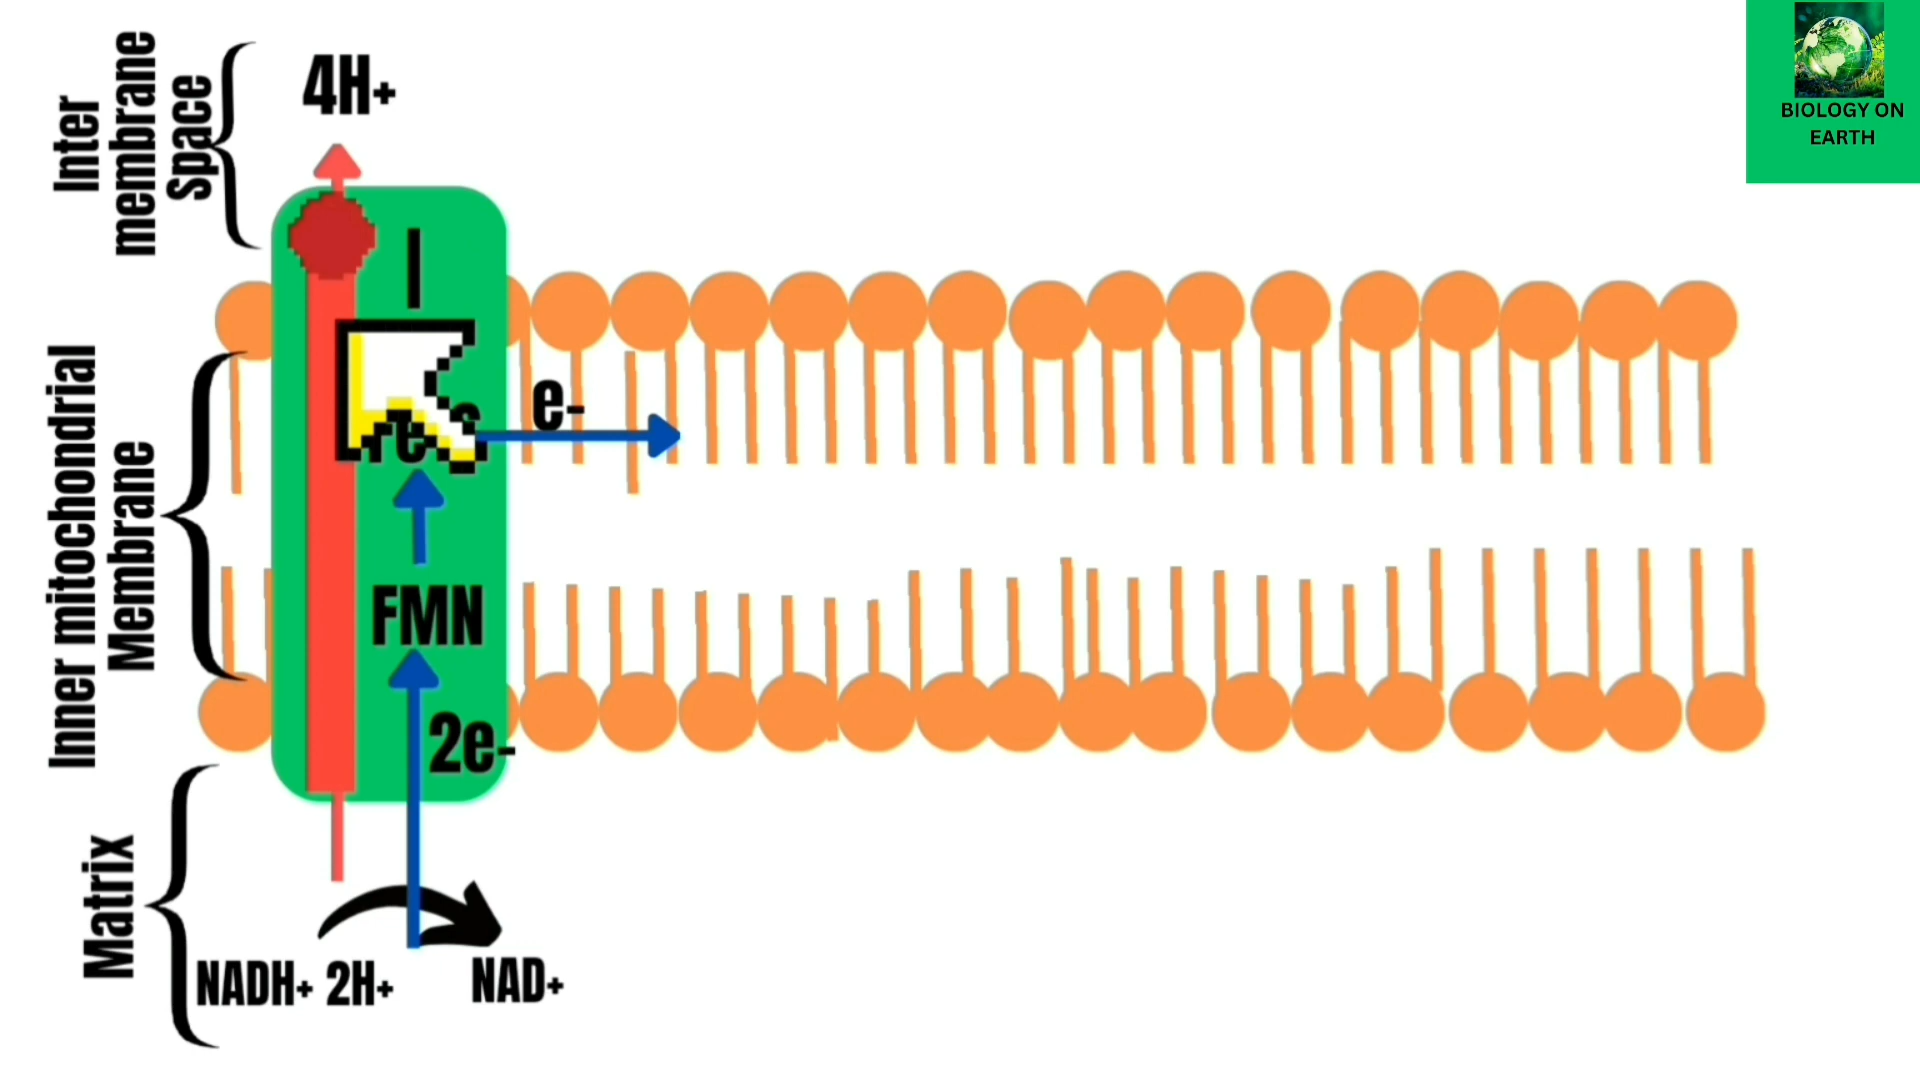 Inter
membrane
Space
4H+
I
e-
Inner mitochondrial
Membrane
FMN
2e-
Matrix
NADH+ 2H+
NAD+
BIOLOGY ON
EARTH